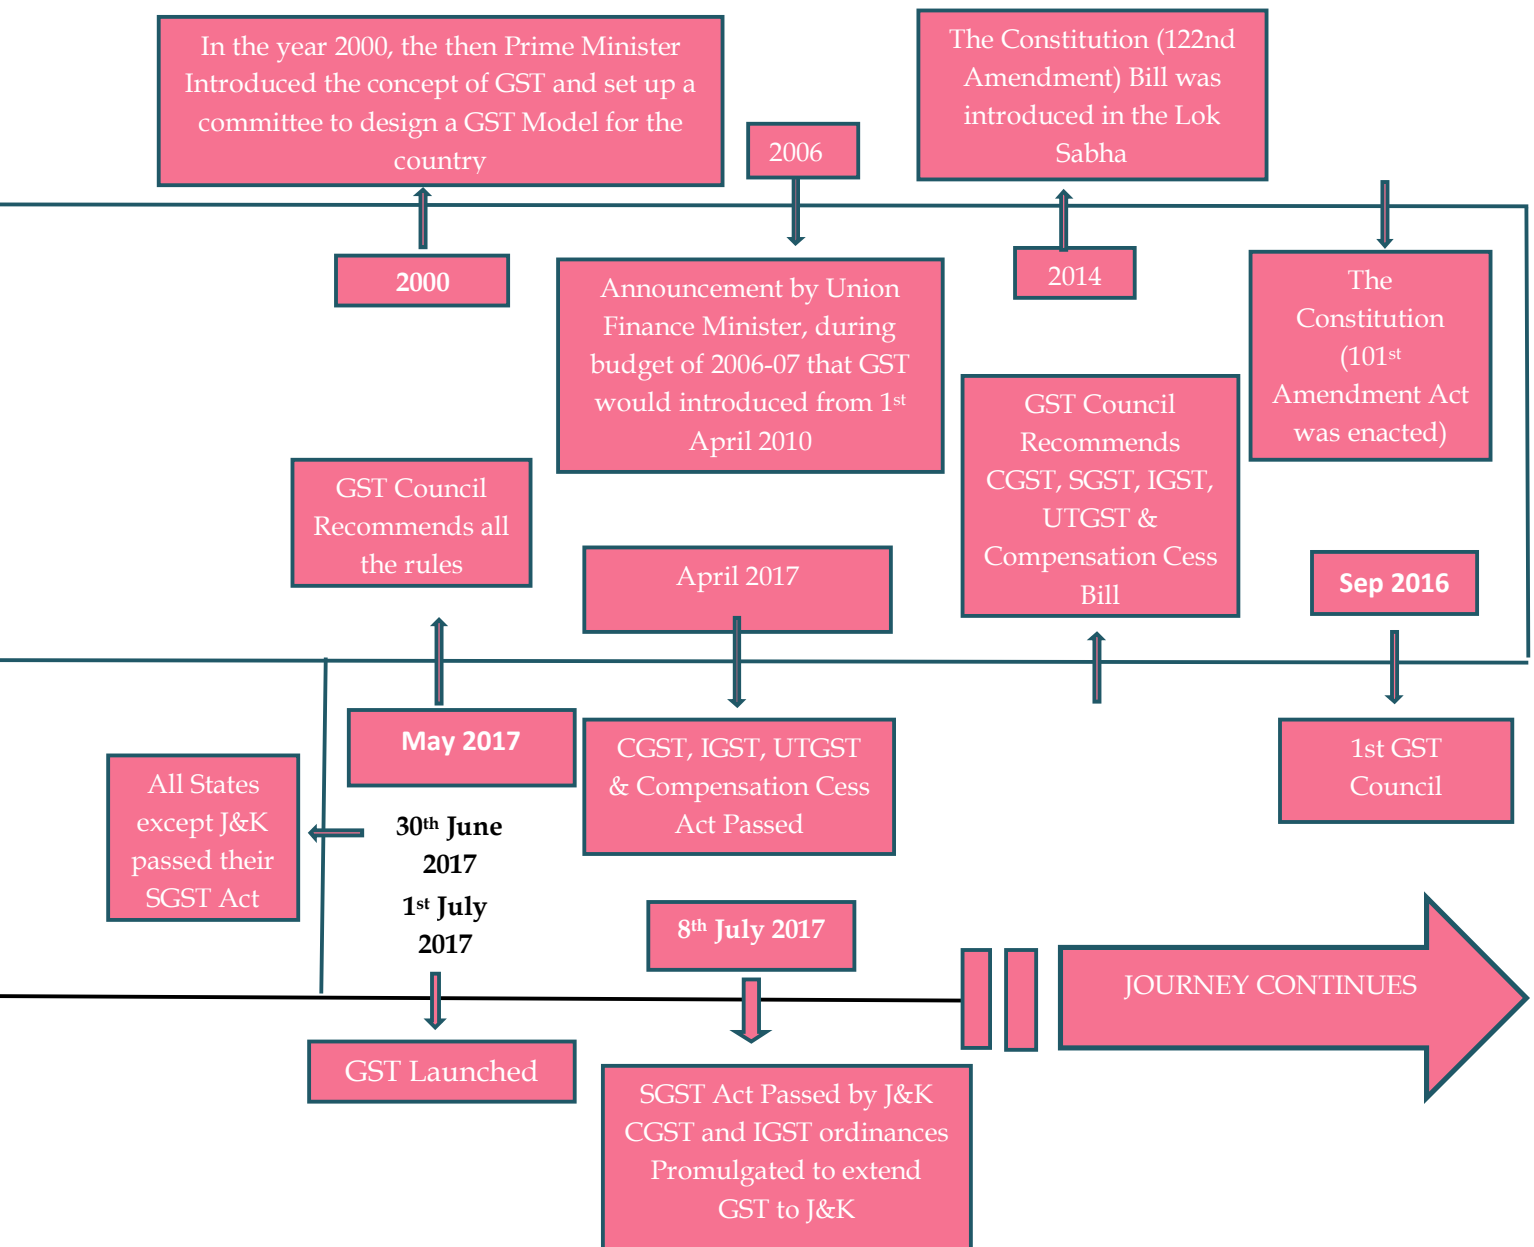 In the year 2000, the then Prime Minister
Introduced the concept of GST and set up a
committee to design a GST Model for the
country
2000
2006
Announcement by Union
Finance Minister, during
budget of 2006-07 that GST
would introduced from 1st
April 2010
The Constitution (122nd
Amendment) Bill was
introduced in the Lok
Sabha
2014
The
Constitution
(101st
Amendment Act
was enacted)
Sep 2016
1st GST
Council
GST Council
Recommends
CGST, SGST, IGST,
UTGST &
Compensation Cess
Bill
April 2017
CGST, IGST, UTGST
& Compensation Cess
Act Passed
GST Council
Recommends all
the rules
May 2017
All States
except J&K
passed their
SGST Act
30th June
2017
1st July
2017
GST Launched
8th July 2017
SGST Act Passed by J&K
CGST and IGST ordinances
Promulgated to extend
GST to J&K
JOURNEY CONTINUES